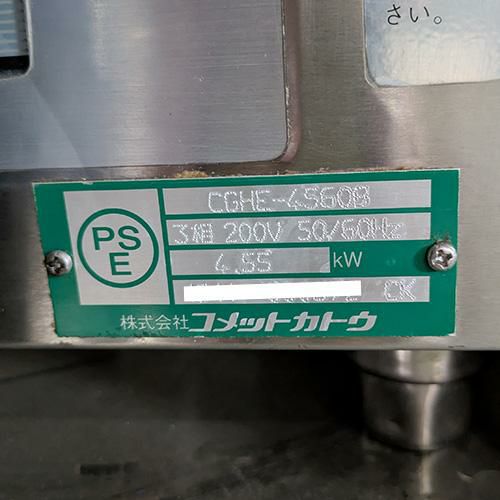 さい。
CGHE-4560B
PS
E
3相 200V 50/60Hz
4.55 kW
CK
株式会社コメットカトウ